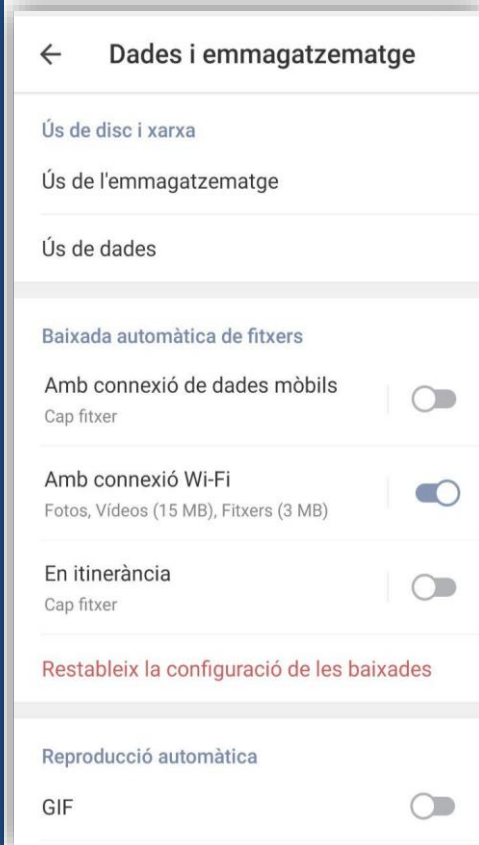 Dades i emmagatzematge
Ús de disc i xarxa
Ús de l'emmagatzematge
Ús de dades
Baixada automàtica de fitxers
Amb connexió de dades mòbils
Cap fitxer
Amb connexió Wi-Fi
Fotos, Vídeos (15 MB), Fitxers (3 MB)
En itinerància
Cap fitxer
Restableix la configuració de les baixades
Reproducció automàtica
GIF